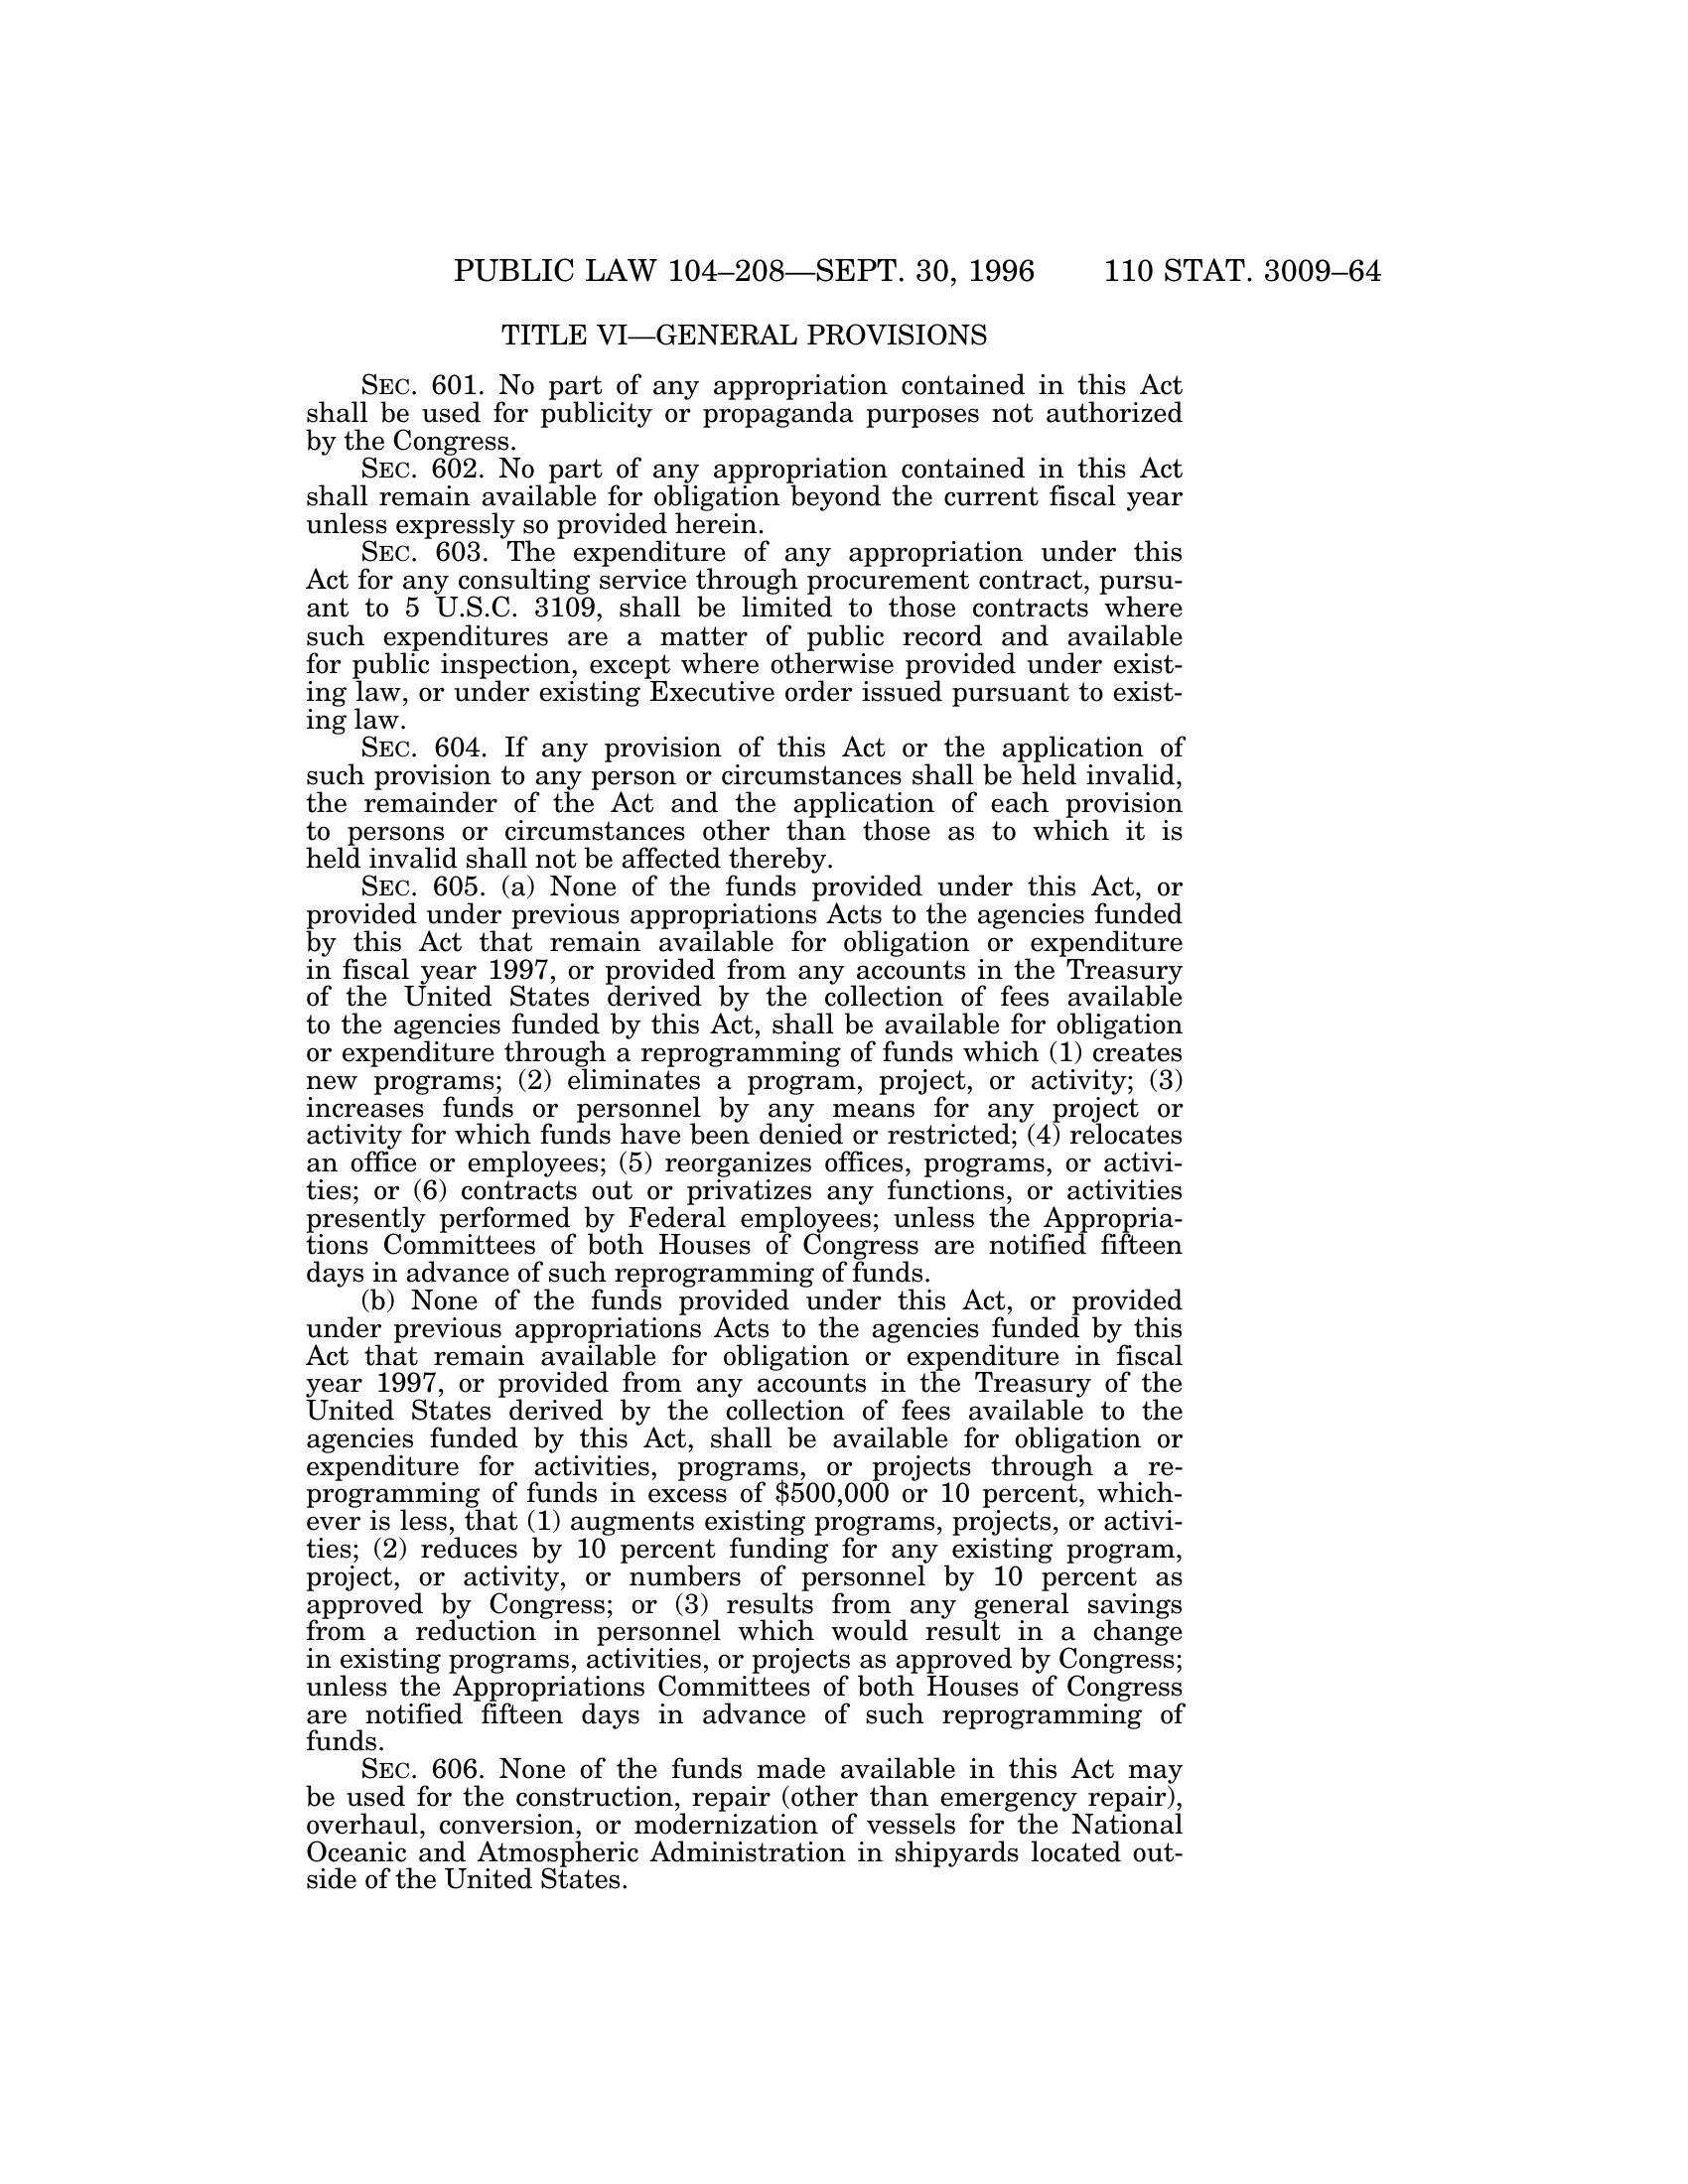 PUBLIC LAW 104–208—SEPT. 30, 1996 110 STAT. 3009–64
TITLE VI—GENERAL PROVISIONS
SEC. 601. No part of any appropriation contained in this Act
shall be used for publicity or propaganda purposes not authorized
by the Congress.
SEC. 602. No part of any appropriation contained in this Act
shall remain available for obligation beyond the current fiscal year
unless expressly so provided herein.
SEC. 603. The expenditure of any appropriation under this
Act for any consulting service through procurement contract, pursu-
ant to 5 U.S.C. 3109, shall be limited to those contracts where
such expenditures are a matter of public record and available
for public inspection, except where otherwise provided under exist-
ing law, or under existing Executive order issued pursuant to exist-
ing law.
SEC. 604. If any provision of this Act or the application of
such provision to any person or circumstances shall be held invalid,
the remainder of the Act and the application of each provision
to persons or circumstances other than those as to which it is
held invalid shall not be affected thereby.
SEC. 605. (a) None of the funds provided under this Act, or
provided under previous appropriations Acts to the agencies funded
by this Act that remain available for obligation or expenditure
in fiscal year 1997, or provided from any accounts in the Treasury
of the United States derived by the collection of fees available
to the agencies funded by this Act, shall be available for obligation
or expenditure through a reprogramming of funds which (1) creates
new programs; (2) eliminates a program, project, or activity; (3)
increases funds or personnel by any means for any project or
activity for which funds have been denied or restricted; (4) relocates
an office or employees; (5) reorganizes offices, programs, or activi-
ties; or (6) contracts out or privatizes any functions, or activities
presently performed by Federal employees; unless the Appropria-
tions Committees of both Houses of Congress are notified fifteen
days in advance of such reprogramming of funds.
(b) None of the funds provided under this Act, or provided
under previous appropriations Acts to the agencies funded by this
Act that remain available for obligation or expenditure in fiscal
year 1997, or provided from any accounts in the Treasury of the
United States derived by the collection of fees available to the
agencies funded by this Act, shall be available for obligation or
expenditure for activities, programs, or projects through a re-
programming of funds in excess of $500,000 or 10 percent, which-
ever is less, that (1) augments existing programs, projects, or activi-
ties; (2) reduces by 10 percent funding for any existing program,
project, or activity, or numbers of personnel by 10 percent as
approved by Congress; or (3) results from any general savings
from a reduction in personnel which would result in a change
in existing programs, activities, or projects as approved by Congress;
unless the Appropriations Committees of both Houses of Congress
are notified fifteen days in advance of such reprogramming of
funds.
SEC. 606. None of the funds made available in this Act may
be used for the construction, repair (other than emergency repair),
overhaul, conversion, or modernization of vessels for the National
Oceanic and Atmospheric Administration in shipyards located out-
side of the United States.